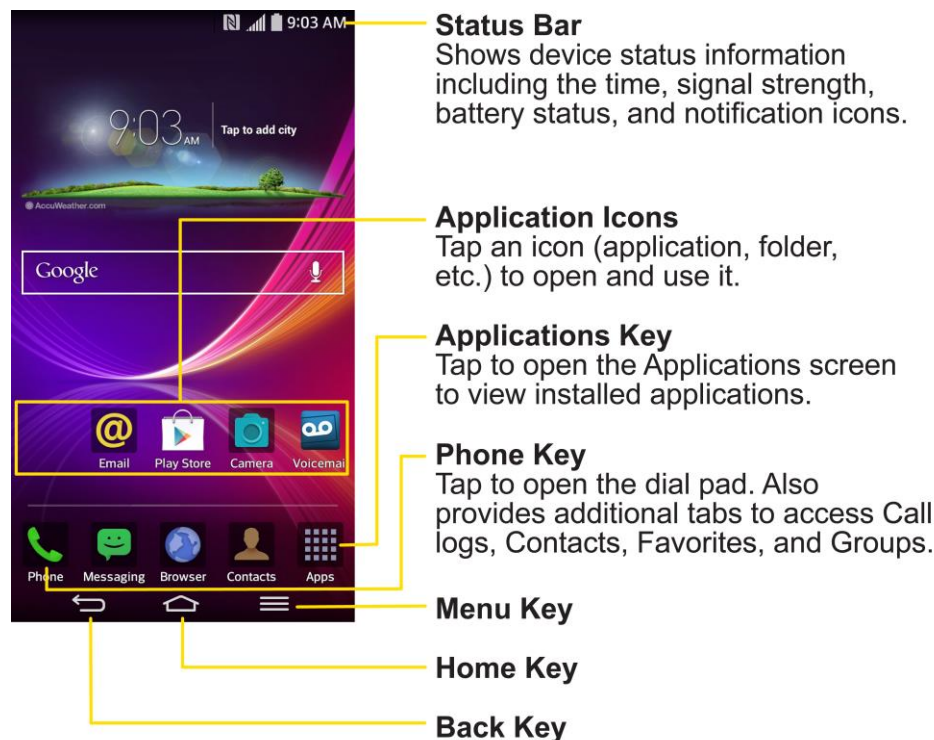 9:03 AM
9:03 AM
Tap to add city
AccuWeather.com
Google
Email Play Store Camera Voicemai
Phone Messaging Browser Contacts Apps
Status Bar
Shows device status information
including the time, signal strength,
battery status, and notification icons.
Application Icons
Tap an icon (application, folder,
etc.) to open and use it.
Applications Key
Tap to open the Applications screen
to view installed applications.
Phone Key
Tap to open the dial pad. Also
provides additional tabs to access Call
logs, Contacts, Favorites, and Groups.
Menu Key
Home Key
Back Key